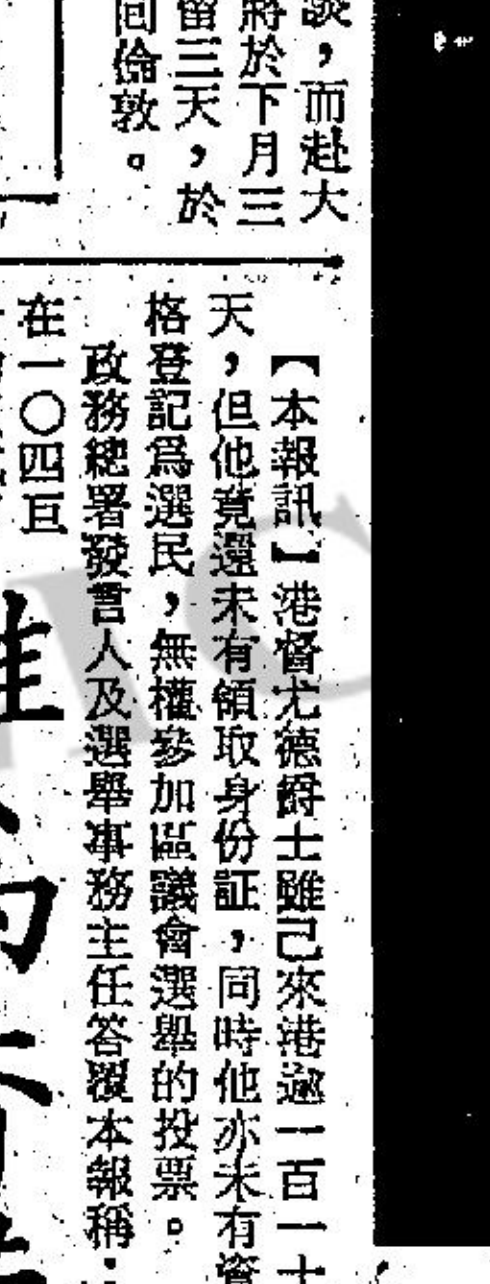 談，而赴大
將於下月三
留三天，於
倫敦。
【本報訊】港督尤德爵士雖已來港逾一百一十
天，但他竟還未有領取身份証，同時他亦未有資
格登記爲選民，無權參加區議會選舉的投票。
政務總署發言人及選舉事務主任答覆本報稱：
在一〇四